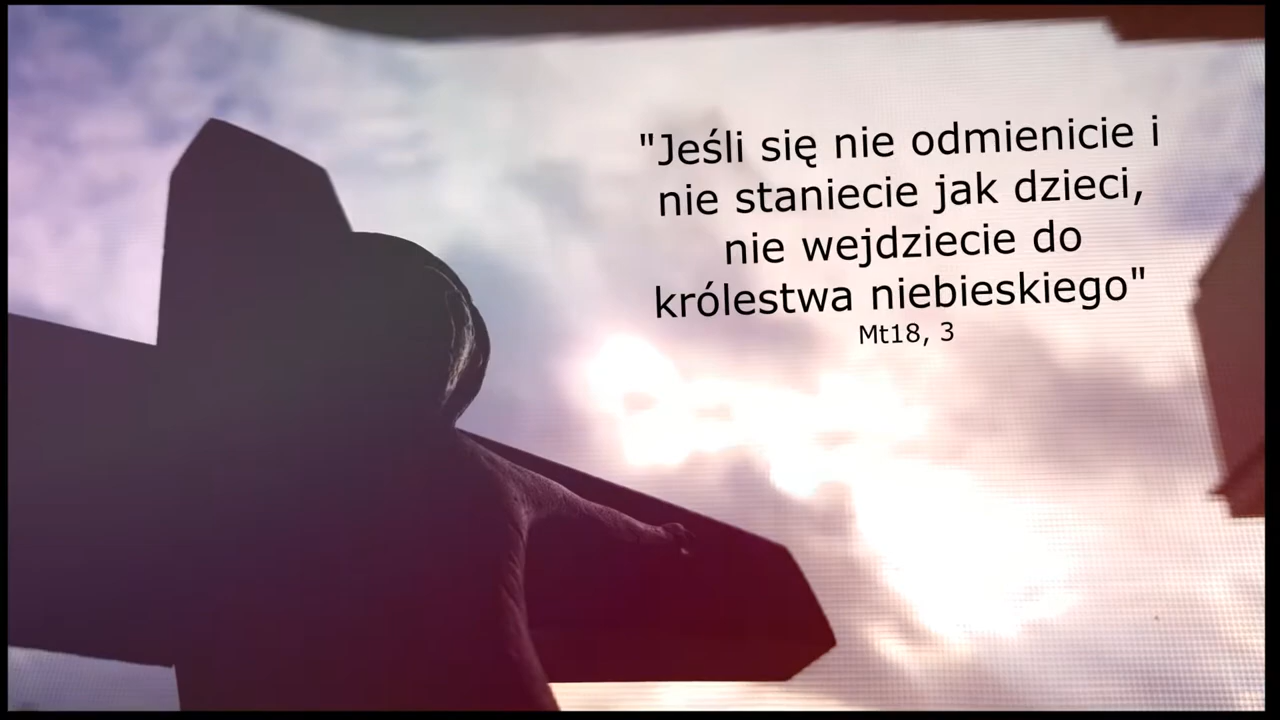 "Jeśli się nie odmienicie i
nie staniecie jak dzieci,
nie wejdziecie do
królestwa niebieskiego"
Mt18, 3